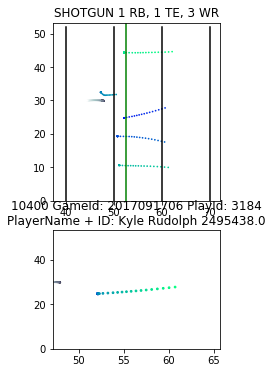 SHOTGUN 1 RB, 1 TE, 3 WR
50
40
30
20
10
0
40 50 60 70
10400 GameId: 2017091706 PlayId: 3184
PlayerName + ID: Kyle Rudolph 2495438.0
40
20
0
50 55 60 65